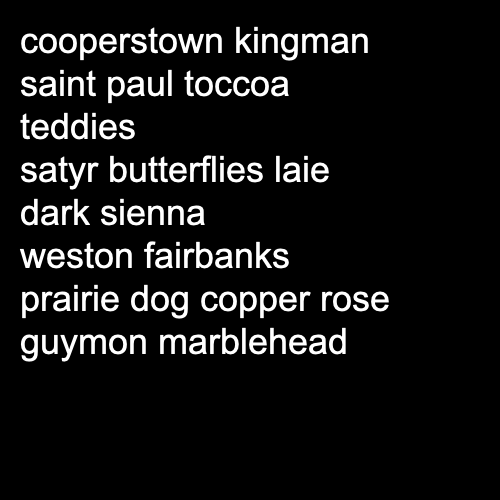 cooperstown kingman
saint paul toccoa
teddies
satyr butterflies laie
dark sienna
weston fairbanks
prairie dog copper rose
guymon marblehead